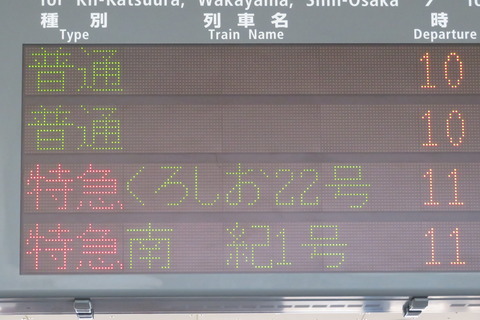 for Kii-Katsuura, Wakayama, Shin-Osaka
種別 列車名 時
Type Train Name Departure
普通 10
普通 10
特急 くろしお22号 11
特急 南紀1号 11